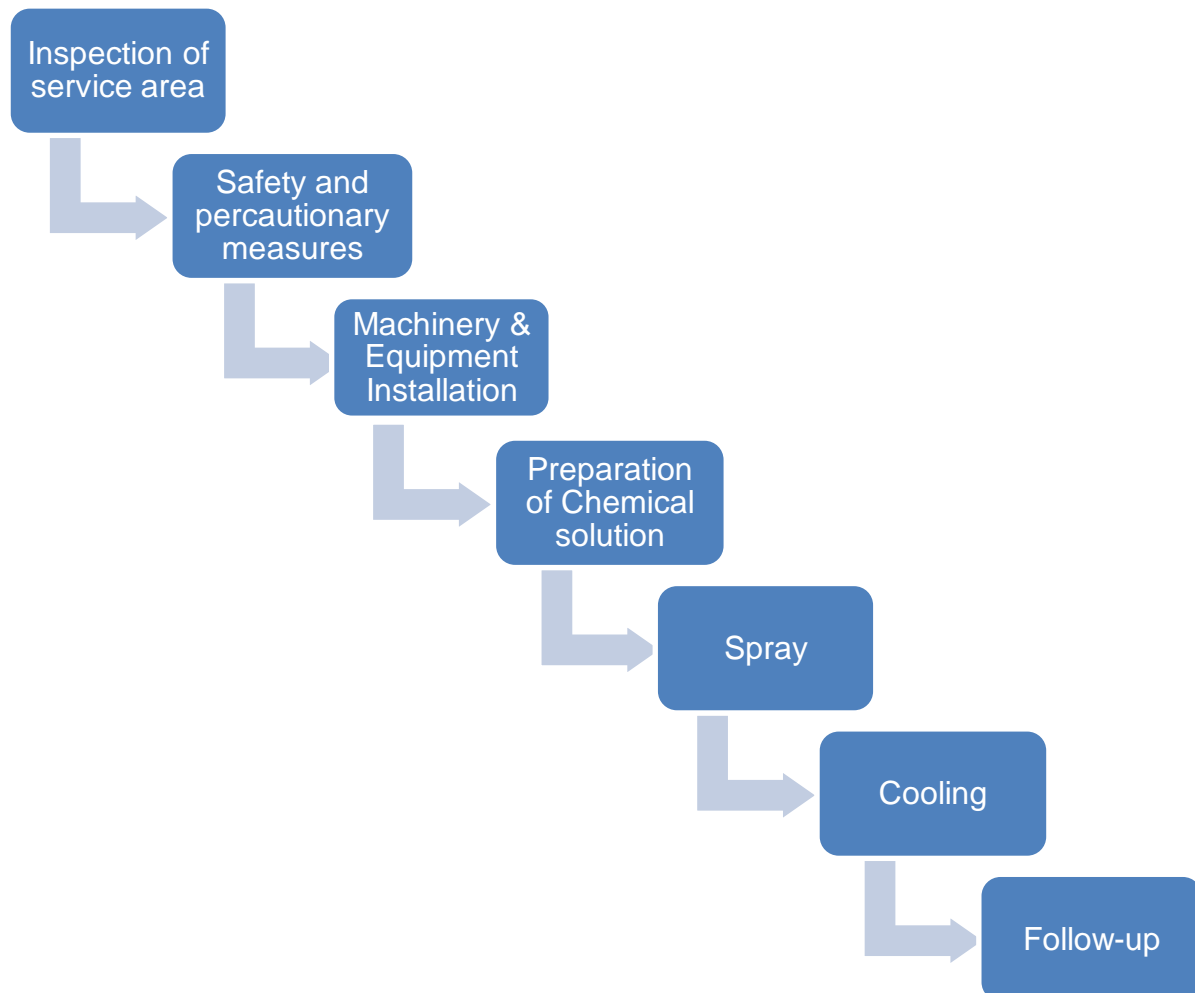 Inspection of
service area
Safety and
percautionary
measures
Machinery &
Equipment
Installation
Preparation
of Chemical
solution
Spray
Cooling
Follow-up